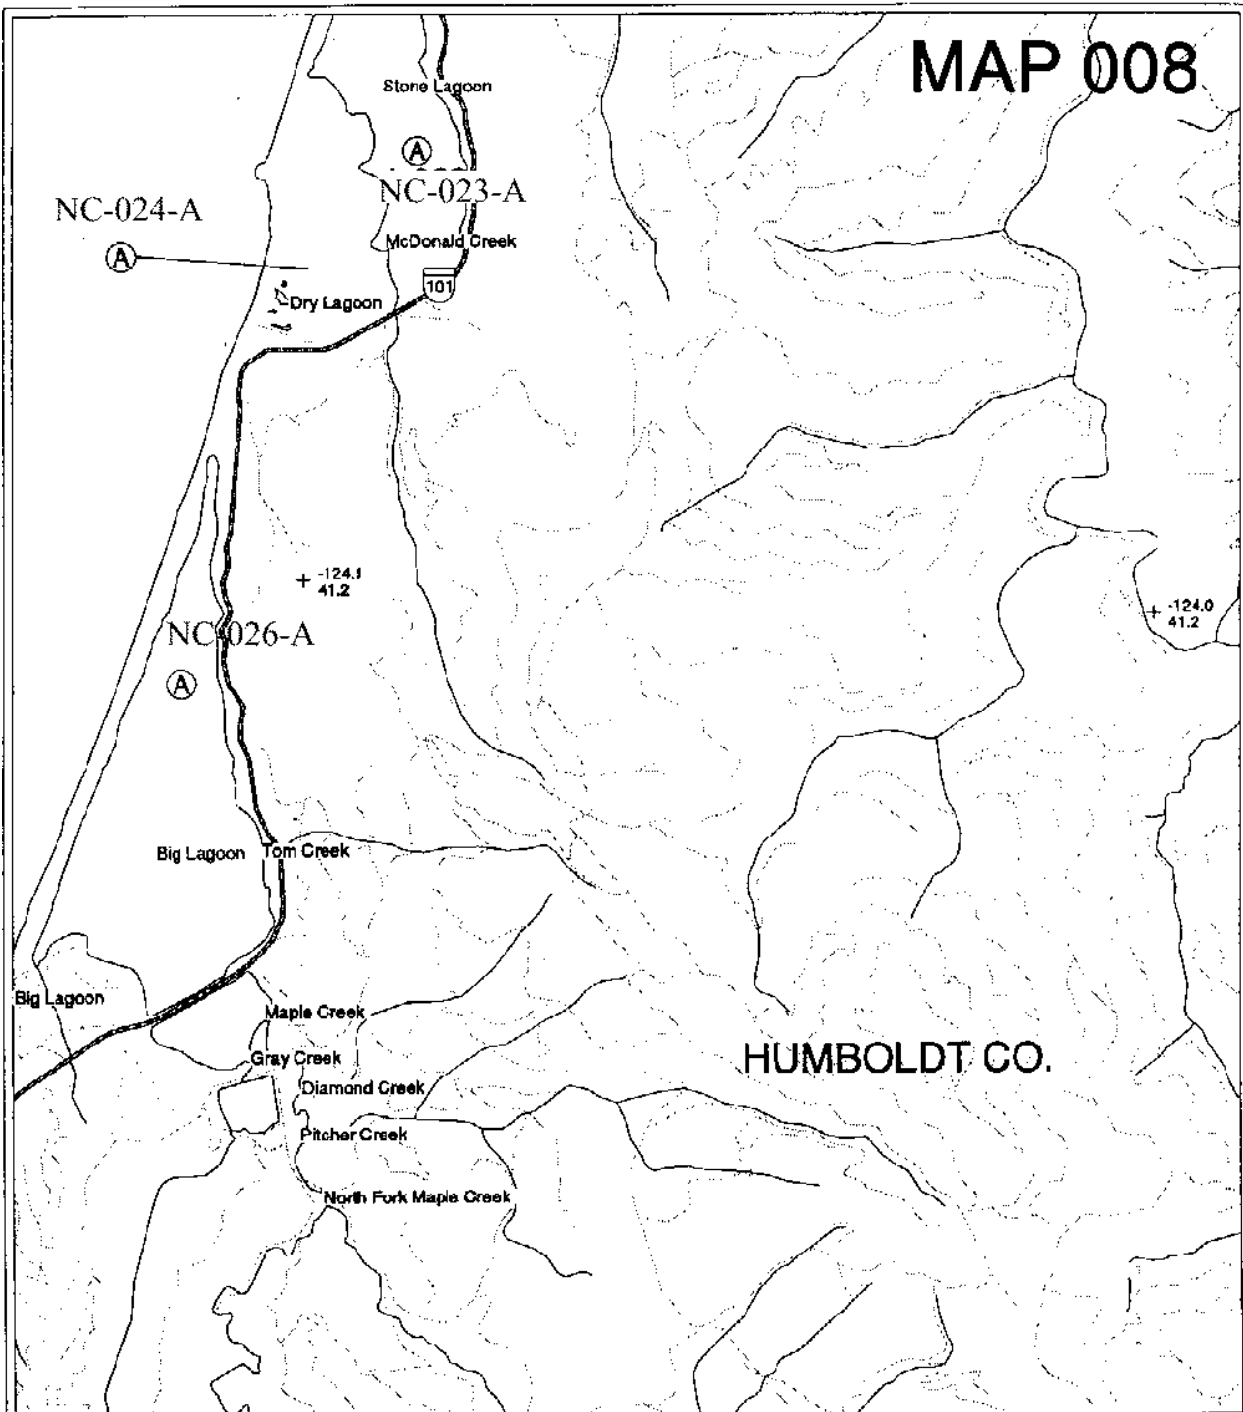 MAP 008
Stone Lagoon
A
NC-023-A
NC-024-A
A
McDonald Creek
101
Dry Lagoon
-124.1
41.2
-124.0
41.2
NC-026-A
A
Big Lagoon
Tom Creek
Big Lagoon
Maple Creek
Gray Creek
HUMBOLDT CO.
Diamond Creek
Pitcher Creek
North Fork Maple Creek